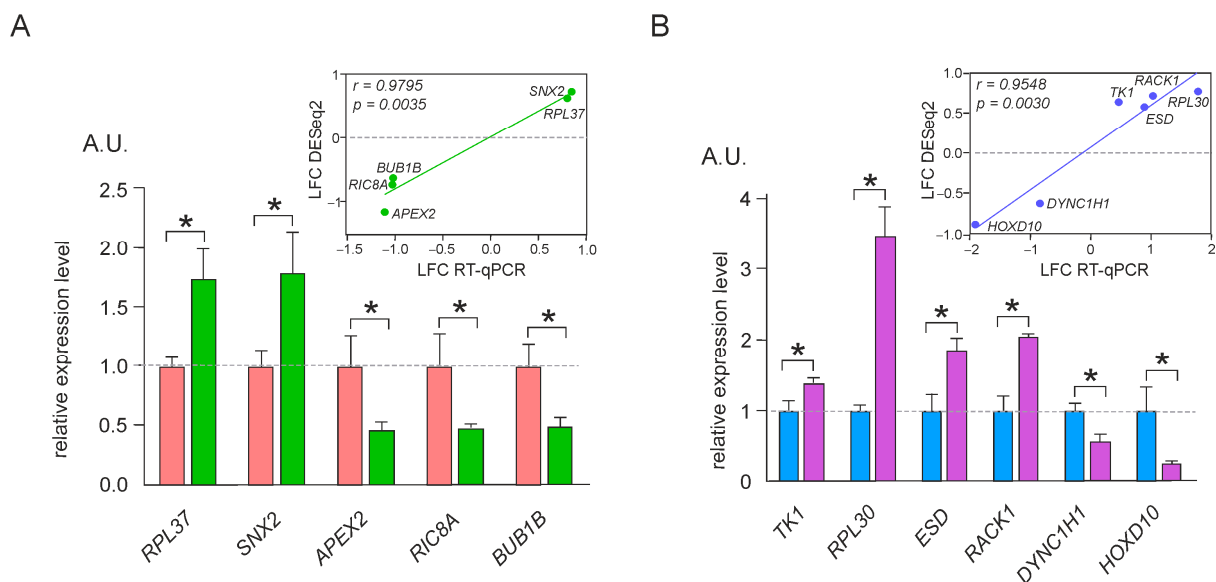 A
B
r = 0.9795
p = 0.0035
SNX2
RPL37
BUB1B
RIC8A
APEX2
1
0
−1
LFC DESeq2
−1.5
−1.0
−0.5
0.0
0.5
1.0
LFC RT-qPCR
A.U.
relative expression level
2.5
2.0
1.5
1.0
0.5
0.0
*
*
*
*
*
RPL37
SNX2
APEX2
RIC8A
BUB1B
r = 0.9548
p = 0.0030
RACK1
TK1
RPL30
ESD
DYNC1H1
HOXD10
1.0
0.5
0.0
−0.5
−1.0
LFC DESeq2
−2
−1
0
1
2
LFC RT-qPCR
A.U.
relative expression level
4
3
2
1
0
*
*
*
*
*
*
TK1
RPL30
ESD
RACK1
DYNC1H1
HOXD10